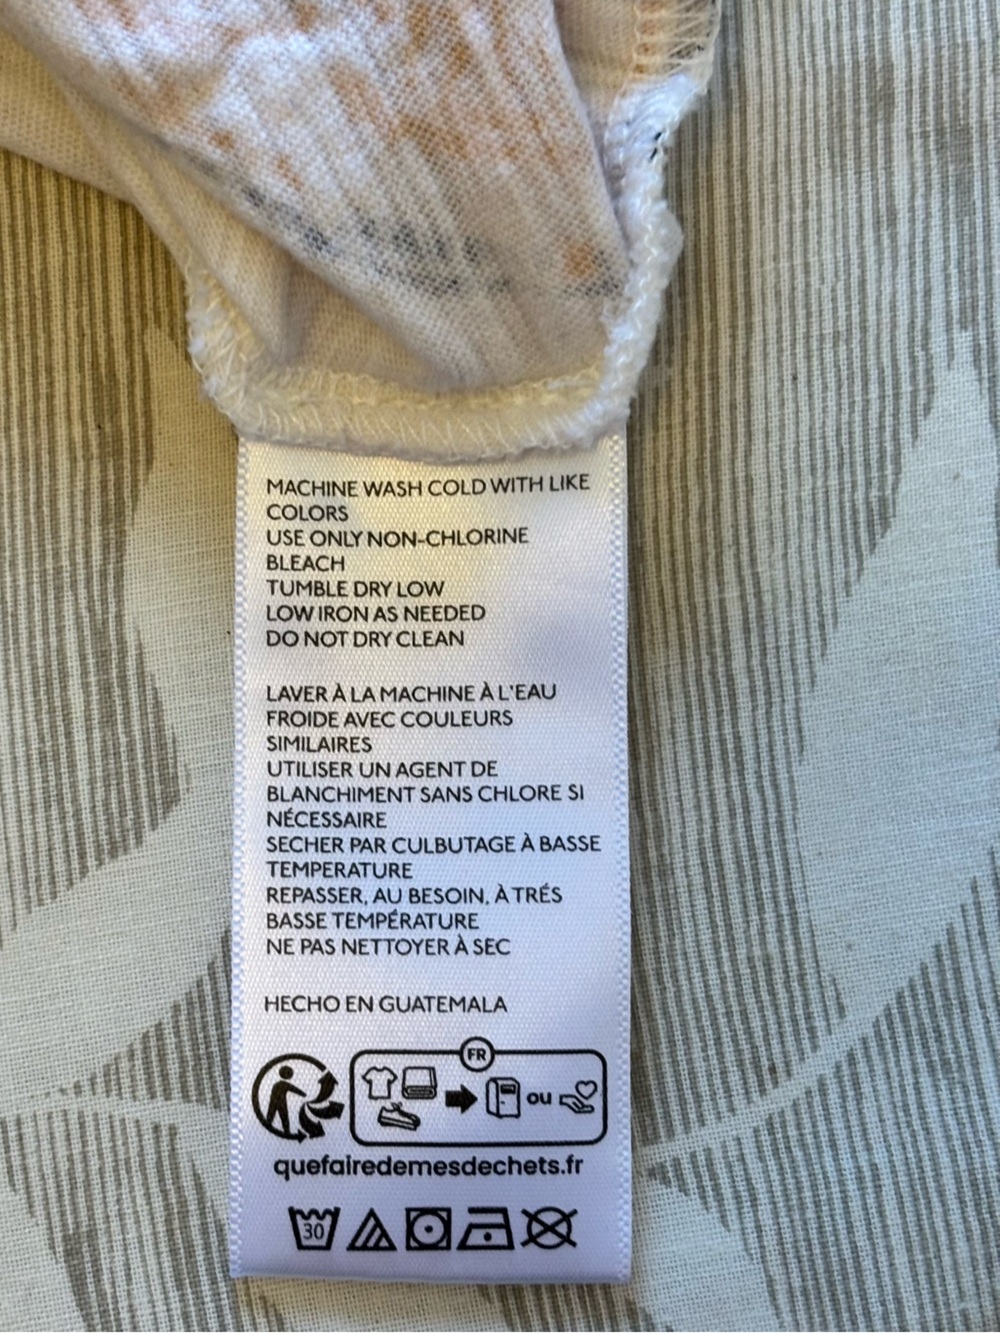 MACHINE WASH COLD WITH LIKE
COLORS
USE ONLY NON-CHLORINE
BLEACH
TUMBLE DRY LOW
LOW IRON AS NEEDED
DO NOT DRY CLEAN
LAVER À LA MACHINE À L'EAU
FROIDE AVEC COULEURS
SIMILAIRES
UTILISER UN AGENT DE
BLANCHIMENT SANS CHLORE SI
NÉCESSAIRE
SECHER PAR CULBUTAGE À BASSE
TEMPERATURE
REPASSER, AU BESOIN, À TRÉS
BASSE TEMPÉRATURE
NE PAS NETTOYER À SEC
HECHO EN GUATEMALA
FR
ou
quefairedemesdechets.fr
30